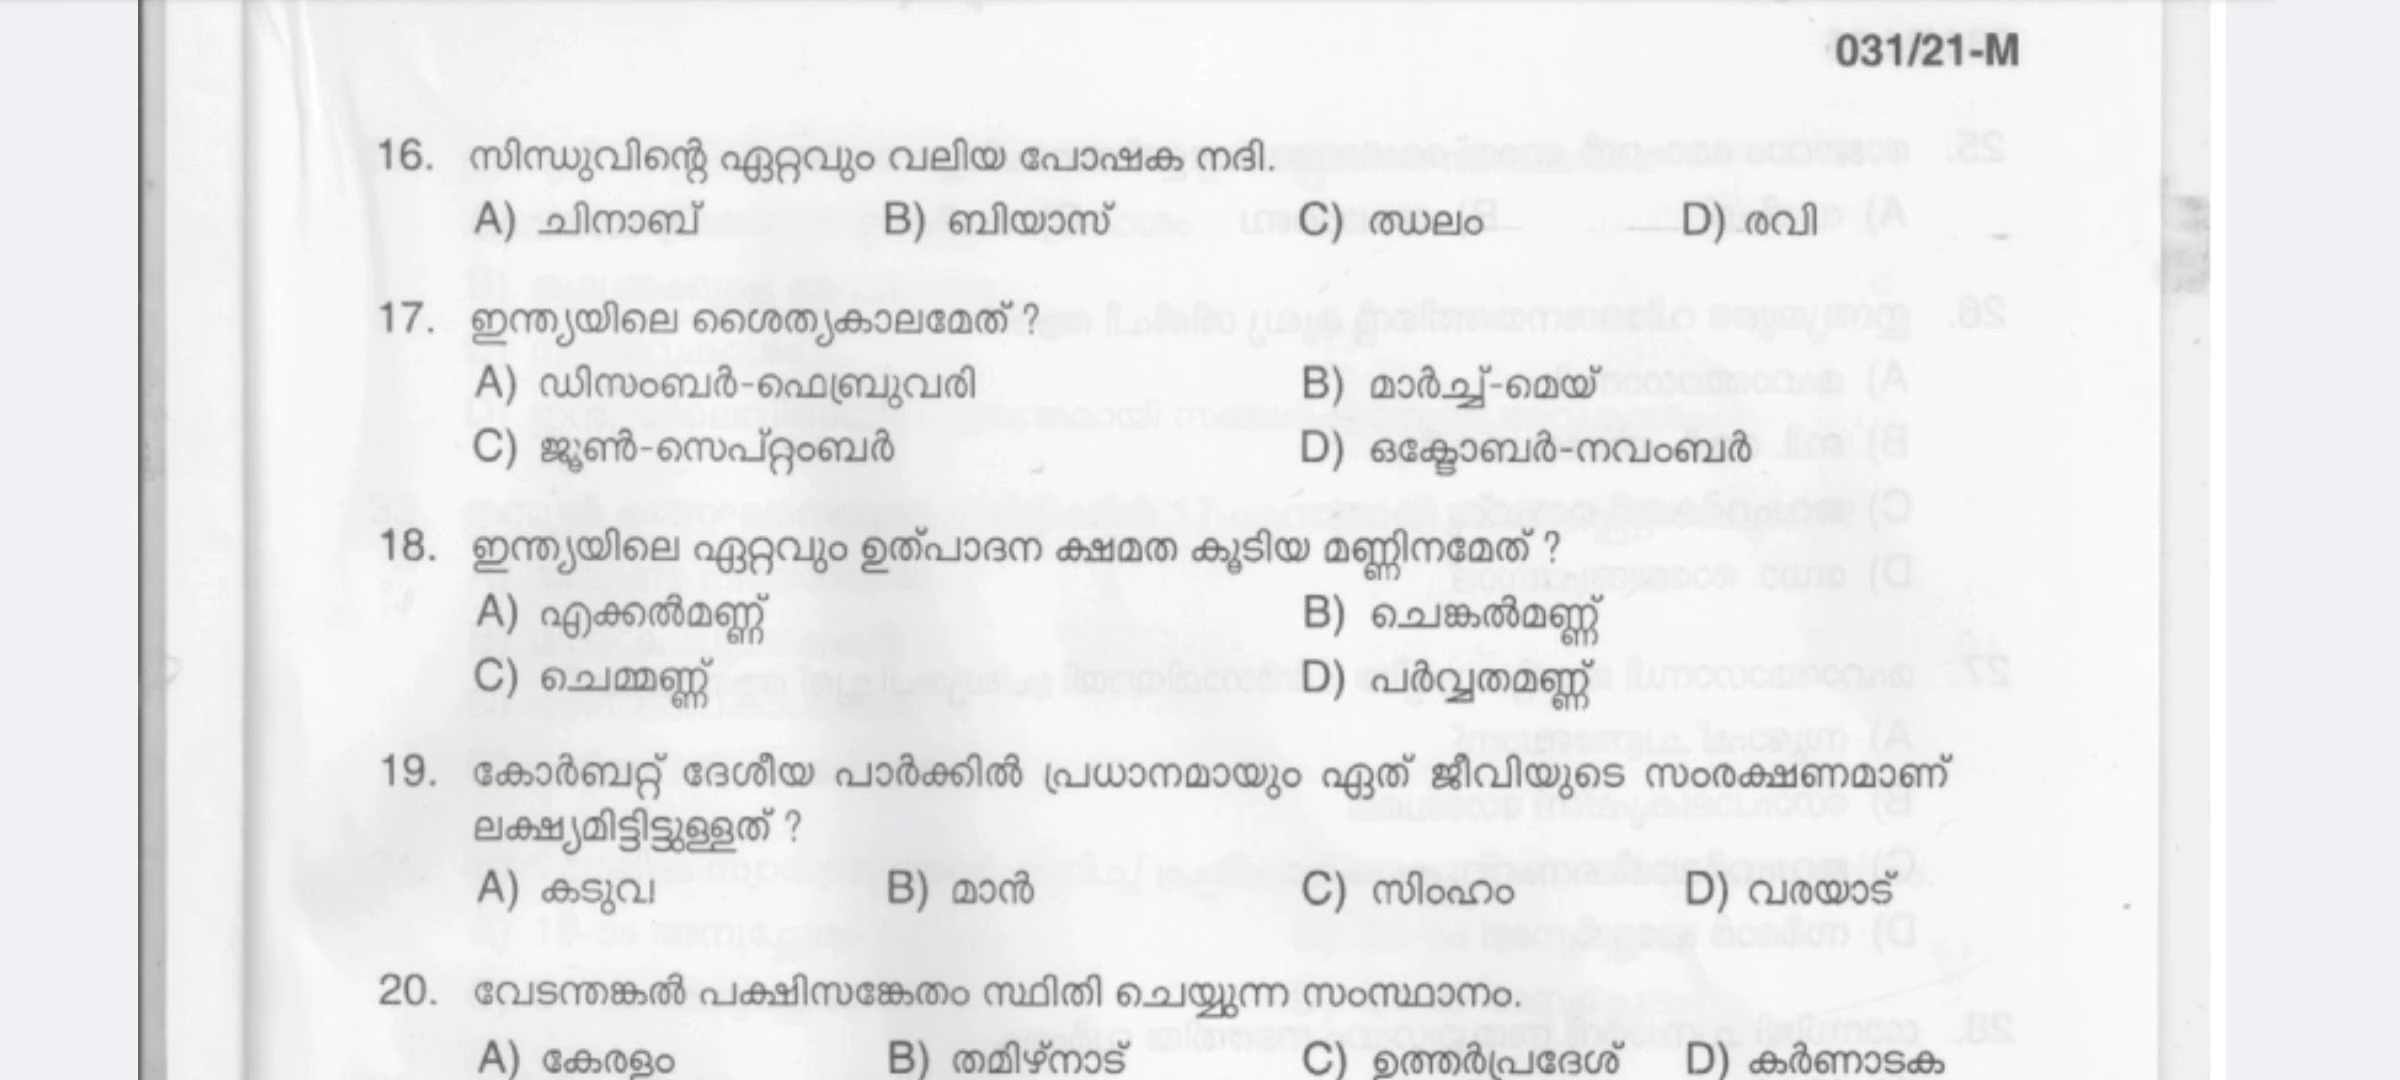 031/21-M
16. സിന്ധുവിന്റെ ഏറ്റവും വലിയ പോഷക നദി.
A) ചിനാബ് B) ബിയാസ് C) ഝലം D) രവി
17. ഇന്ത്യയിലെ ശൈത്യകാലമേത് ?
A) ഡിസംബർ-ഫെബ്രുവരി B) മാർച്ച്-മെയ്
C) ജൂൺ-സെപ്റ്റംബർ D) ഒക്ടോബർ-നവംബർ
18. ഇന്ത്യയിലെ ഏറ്റവും ഉത്പാദന ക്ഷമത കൂടിയ മണ്ണിനമേത് ?
A) എക്കൽമണ്ണ് B) ചെങ്കൽമണ്ണ്
C) ചെമ്മണ്ണ് D) പർവ്വതമണ്ണ്
19. കോർബറ്റ് ദേശീയ പാർക്കിൽ പ്രധാനമായും ഏത് ജീവിയുടെ സംരക്ഷണമാണ്
ലക്ഷ്യമിട്ടിട്ടുള്ളത് ?
A) കടുവ B) മാൻ C) സിംഹം D) വരയാട്
20. വേടന്തങ്കൽ പക്ഷിസങ്കേതം സ്ഥിതി ചെയ്യുന്ന സംസ്ഥാനം.
A) കേരളം B) തമിഴ്നാട് C) ഉത്തർപ്രദേശ് D) കർണാടക